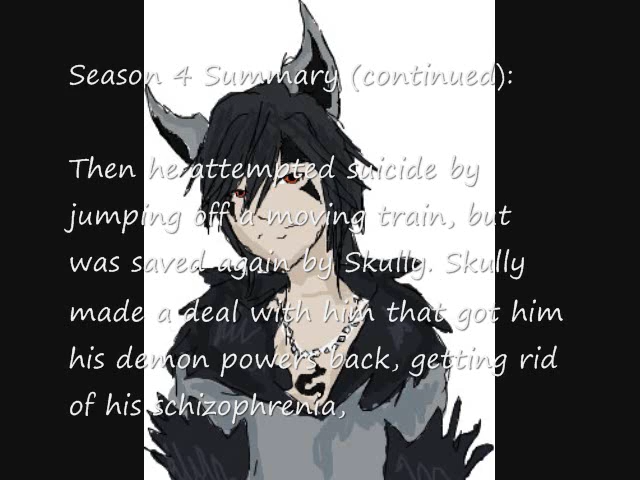 Season 4 Summary (continued):
Then he attempted suicide by
jumping off a moving train, but
was saved again by Skully. Skully
made a deal with him that got him
his demon powers back, getting rid
of his schizophrenia,